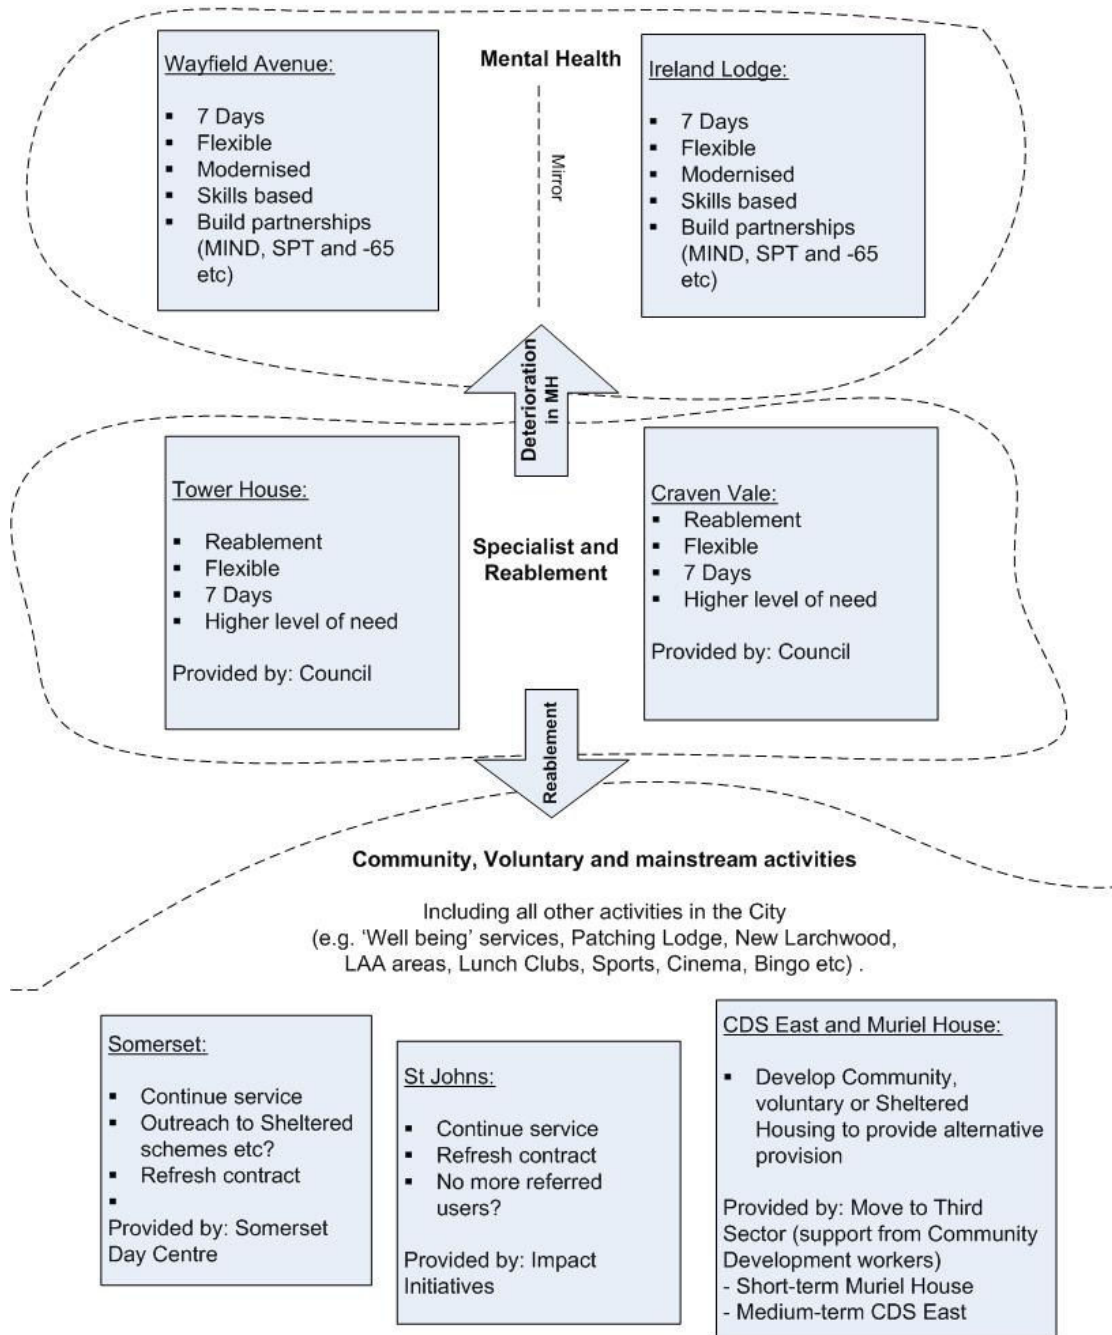 Wayfield Avenue:
▪ 7 Days
▪ Flexible
▪ Modernised
▪ Skills based
▪ Build partnerships
(MIND, SPT and -65
etc)
Mental Health
Mirror
Ireland Lodge:
▪ 7 Days
▪ Flexible
▪ Modernised
▪ Skills based
▪ Build partnerships
(MIND, SPT and -65
etc)
Deterioration
in MH
Tower House:
▪ Reablement
▪ Flexible
▪ 7 Days
▪ Higher level of need
Provided by: Council
Specialist and
Reablement
Craven Vale:
▪ Reablement
▪ Flexible
▪ 7 Days
▪ Higher level of need
Provided by: Council
Reablement
Community, Voluntary and mainstream activities
Including all other activities in the City
(e.g. ‘Well being’ services, Patching Lodge, New Larchwood,
LAA areas, Lunch Clubs, Sports, Cinema, Bingo etc) .
Somerset:
▪ Continue service
▪ Outreach to Sheltered
schemes etc?
▪ Refresh contract
▪
Provided by: Somerset
Day Centre
St Johns:
▪ Continue service
▪ Refresh contract
▪ No more referred
users?
Provided by: Impact
Initiatives
CDS East and Muriel House:
▪ Develop Community,
voluntary or Sheltered
Housing to provide alternative
provision
Provided by: Move to Third
Sector (support from Community
Development workers)
- Short-term Muriel House
- Medium-term CDS East